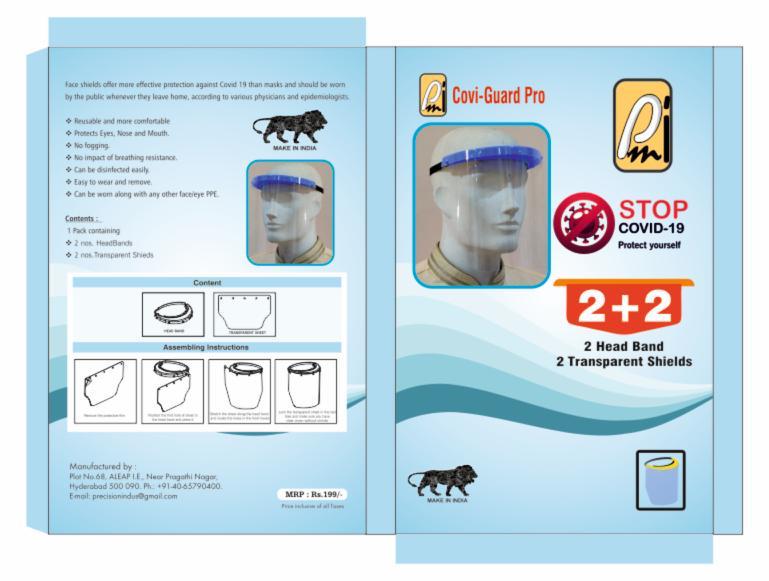 Face shields offer more effective protection against Covid 19 than masks and should be worn
by the public whenever they leave home, according to various physicians and epidemiologists.
❖ Reusable and more comfortable
❖ Protects Eyes, Nose and Mouth.
❖ No fogging.
❖ No impact of breathing resistance.
❖ Can be disinfected easily.
❖ Easy to wear and remove.
❖ Can be worn along with any other face/eye PPE.
MAKE IN INDIA
Contents :
1 Pack containing
❖ 2 nos. HeadBands
❖ 2 nos.Transparent Shieds
Content
HEAD BAND
TRANSPARENT SHEET
Assembling Instructions
Remove the protective film
Manufactured by :
Plot No.68, ALEAP I.E., Near Pragathi Nagar,
Hyderabad 500 090. Ph.: +91-40-65790400.
E-mail: precisionindus@gmail.com
MRP : Rs.199/-
Price inclusive of all Taxes
Pmi
Covi-Guard Pro
Pmi
STOP
COVID-19
Protect yourself
2+2
2 Head Band
2 Transparent Shields
MAKE IN INDIA